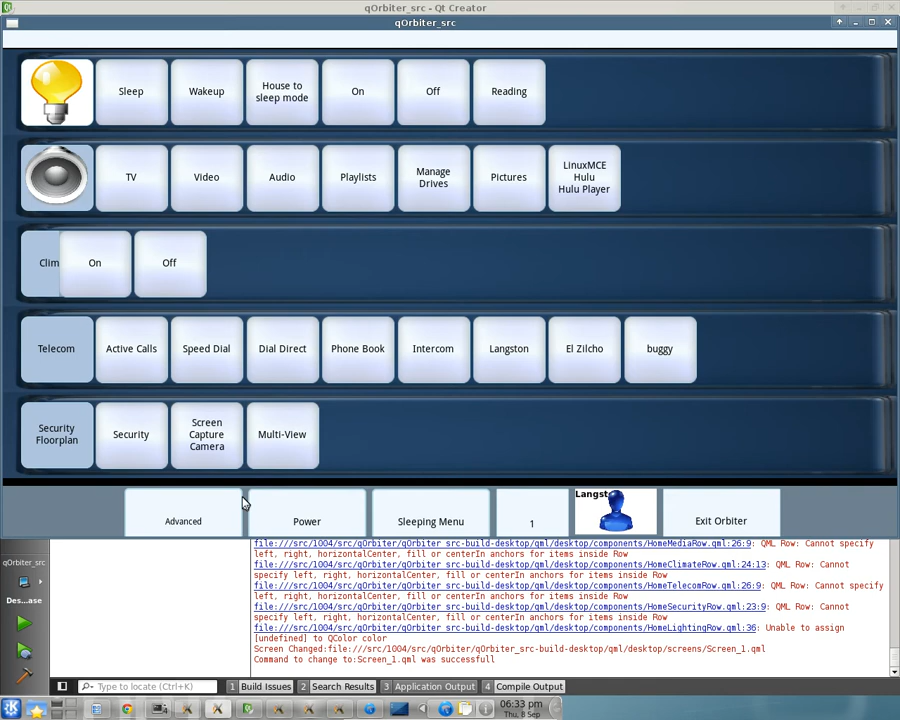 qOrbiter_src - Qt Creator
qOrbiter_src
Sleep
Wakeup
House to
sleep mode
On
Off
Reading
TV
Video
Audio
Playlists
Manage
Drives
Pictures
LinuxMCE
Hulu
Hulu Player
Clim
On
Off
Telecom
Active Calls
Speed Dial
Dial Direct
Phone Book
Intercom
Langston
El Zilcho
buggy
Security
Floorplan
Security
Screen
Capture
Camera
Multi-View
Advanced
Power
Sleeping Menu
1
Langst
Exit Orbiter
qOrbiter_src
Des...ase
file:///srv/1004/src/qOrbiter/qOrbiter_src-build-desktop/qml/desktop/components/HomeMediaRow.qml:26:9: QML Row: Cannot specify
left, right, horizontalCenter, fill or centerIn anchors for items inside Row
file:///srv/1004/src/qOrbiter/qOrbiter_src-build-desktop/qml/desktop/components/HomeClimateRow.qml:24:13: QML Row: Cannot
specify left, right, horizontalCenter, fill or centerIn anchors for items inside Row
file:///srv/1004/src/qOrbiter/qOrbiter_src-build-desktop/qml/desktop/components/HomeTelecomRow.qml:26:9: QML Row: Cannot specify
left, right, horizontalCenter, fill or centerIn anchors for items inside Row
file:///srv/1004/src/qOrbiter/qOrbiter_src-build-desktop/qml/desktop/components/HomeSecurityRow.qml:23:9: QML Row: Cannot
specify left, right, horizontalCenter, fill or centerIn anchors for items inside Row
file:///srv/1004/src/qOrbiter/qOrbiter_src-build-desktop/qml/desktop/components/HomeLightingRow.qml:36: Unable to assign
[undefined] to QColor color
Screen Changed:file:///srv/1004/src/qOrbiter/qOrbiter_src-build-desktop/qml/desktop/screens/Screen_1.qml
Command to change to:Screen_1.qml was successfull
Type to locate (Ctrl+K)
1 Build Issues
2 Search Results
3 Application Output
4 Compile Output
06:33 pm
Thu, 8 Sep